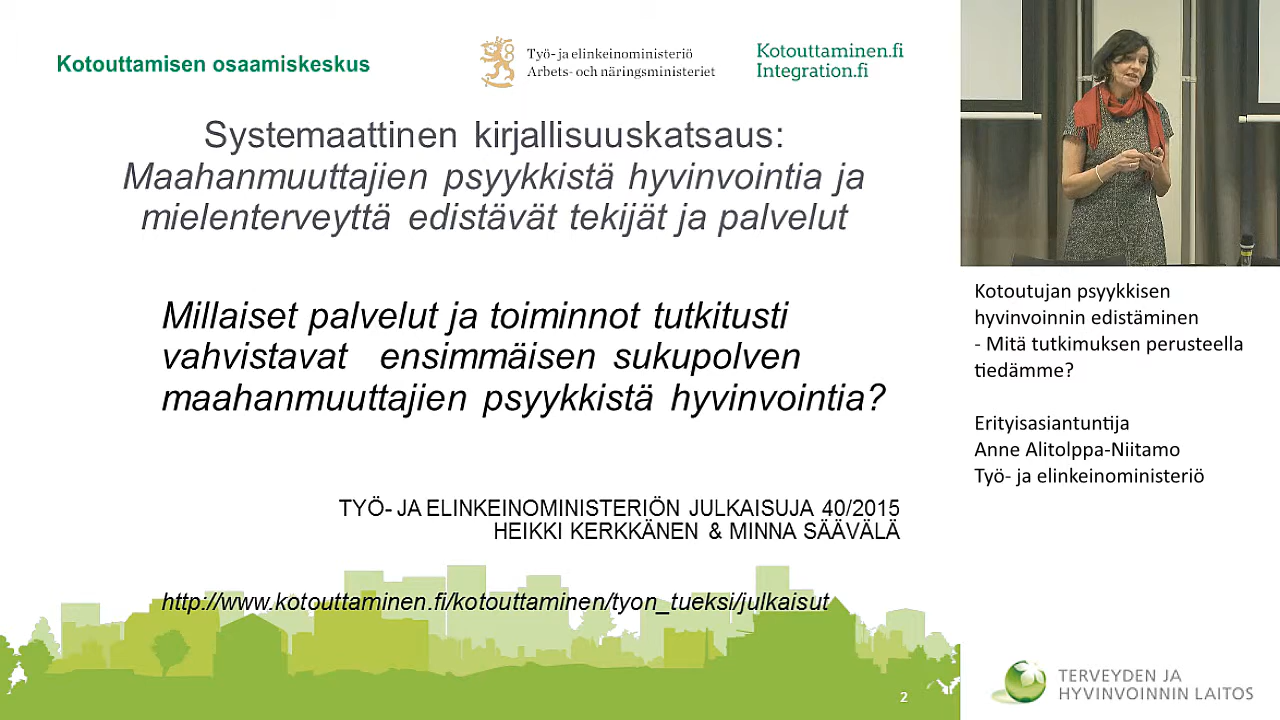 Kotouttamisen osaamiskeskus
Työ- ja elinkeinoministeriö
Arbets- och näringsministeriet
Kotouttaminen.fi
Integration.fi
Systemaattinen kirjallisuuskatsaus:
Maahanmuuttajien psyykkistä hyvinvointia ja
mielenterveyttä edistävät tekijät ja palvelut
Millaiset palvelut ja toiminnot tutkitusti
vahvistavat ensimmäisen sukupolven
maahanmuuttajien psyykkistä hyvinvointia?
TYÖ- JA ELINKEINOMINISTERIÖN JULKAISUJA 40/2015
HEIKKI KERKKÄNEN & MINNA SÄÄVÄLÄ
http://www.kotouttaminen.fi/kotouttaminen/tyon_tueksi/julkaisut
2
Kotoutujan psyykkisen
hyvinvoinnin edistäminen
- Mitä tutkimuksen perusteella
tiedämme?
Erityisasiantuntija
Anne Alitolppa-Niitamo
Työ- ja elinkeinoministeriö
TERVEYDEN JA
HYVINVOINNIN LAITOS